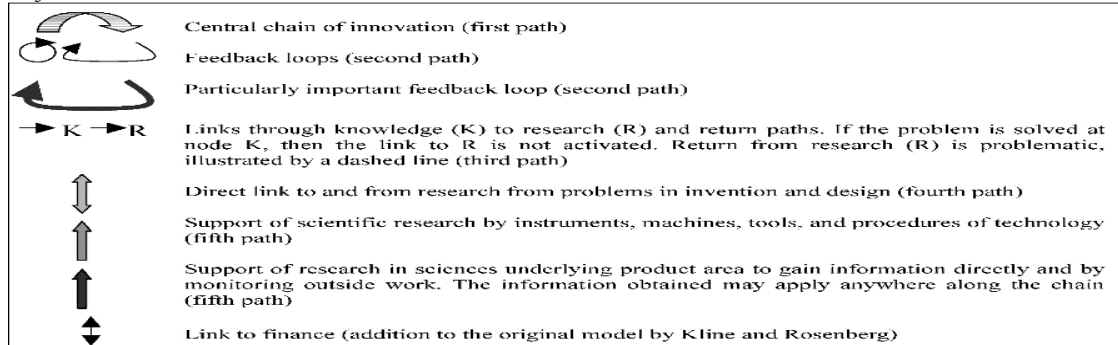 Central chain of innovation (first path)
Feedback loops (second path)
Particularly important feedback loop (second path)
K R Links through knowledge (K) to research (R) and return paths. If the problem is solved at
node K, then the link to R is not activated. Return from research (R) is problematic,
illustrated by a dashed line (third path)
Direct link to and from research from problems in invention and design (fourth path)
Support of scientific research by instruments, machines, tools, and procedures of technology
(fifth path)
Support of research in sciences underlying product area to gain information directly and by
monitoring outside work. The information obtained may apply anywhere along the chain
(fifth path)
Link to finance (addition to the original model by Kline and Rosenberg)